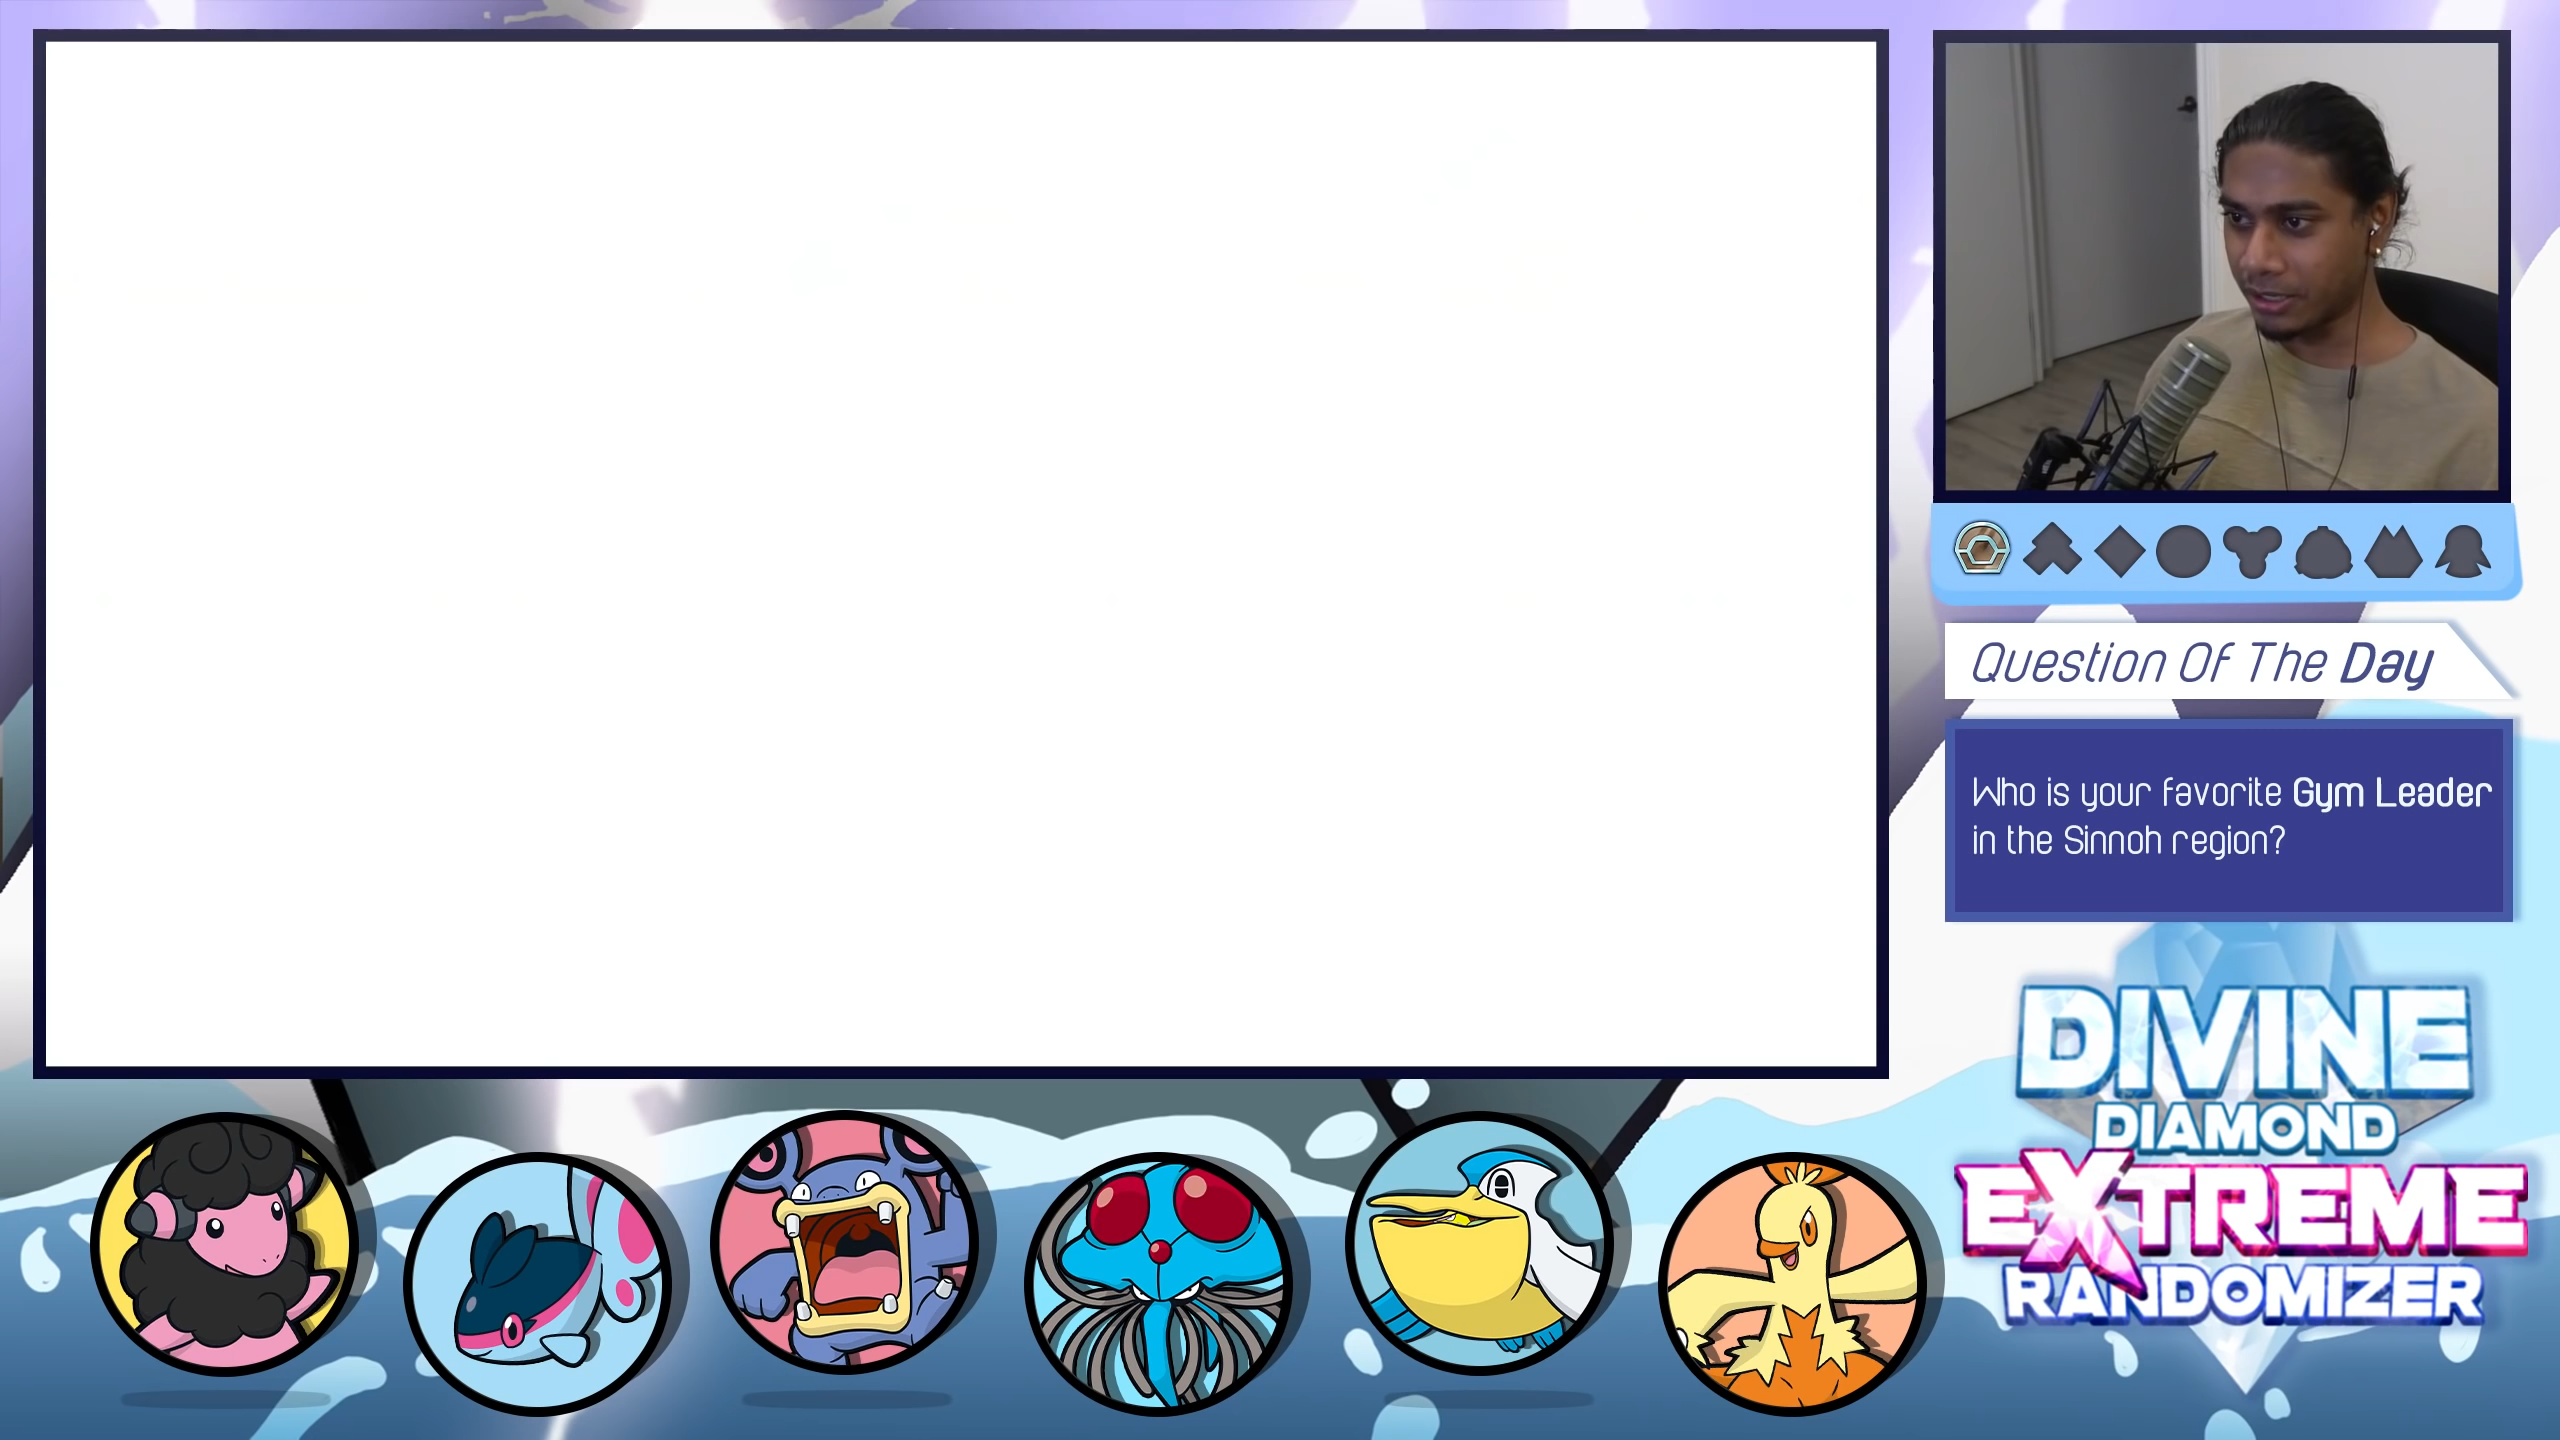 Question Of The Day
Who is your favorite Gym Leader
in the Sinnoh region?
DIVINE
DIAMOND
EXTREME
RANDOMIZER